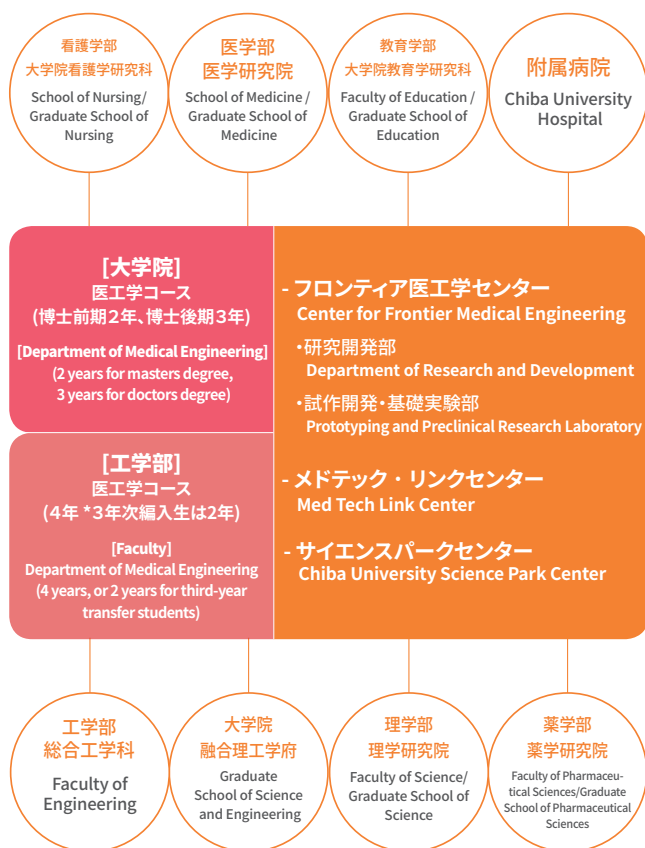 看護学部
大学院看護学研究科
School of Nursing/
Graduate School of
Nursing
医学部
医学研究院
School of Medicine /
Graduate School of
Medicine
教育学部
大学院教育学研究科
Faculty of Education /
Graduate School of
Education
附属病院
Chiba University
Hospital
[大学院]
医工学コース
(博士前期2年、博士後期3年)
[Department of Medical Engineering]
(2 years for masters degree,
3 years for doctors degree)
[工学部]
医工学コース
(4年 *3年次編入生は2年)
[Faculty]
Department of Medical Engineering
(4 years, or 2 years for third-year
transfer students)
- フロンティア医工学センター
Center for Frontier Medical Engineering
・研究開発部
Department of Research and Development
・試作開発・基礎実験部
Prototyping and Preclinical Research Laboratory
- メドテック・リンクセンター
Med Tech Link Center
- サイエンスパークセンター
Chiba University Science Park Center
工学部
総合工学科
Faculty of
Engineering
大学院
融合理工学府
Graduate
School of Science
and Engineering
理学部
理学研究院
Faculty of Science/
Graduate School of
Science
薬学部
薬学研究院
Faculty of Pharmaceu-
tical Sciences/Graduate
School of Pharmaceutical
Sciences